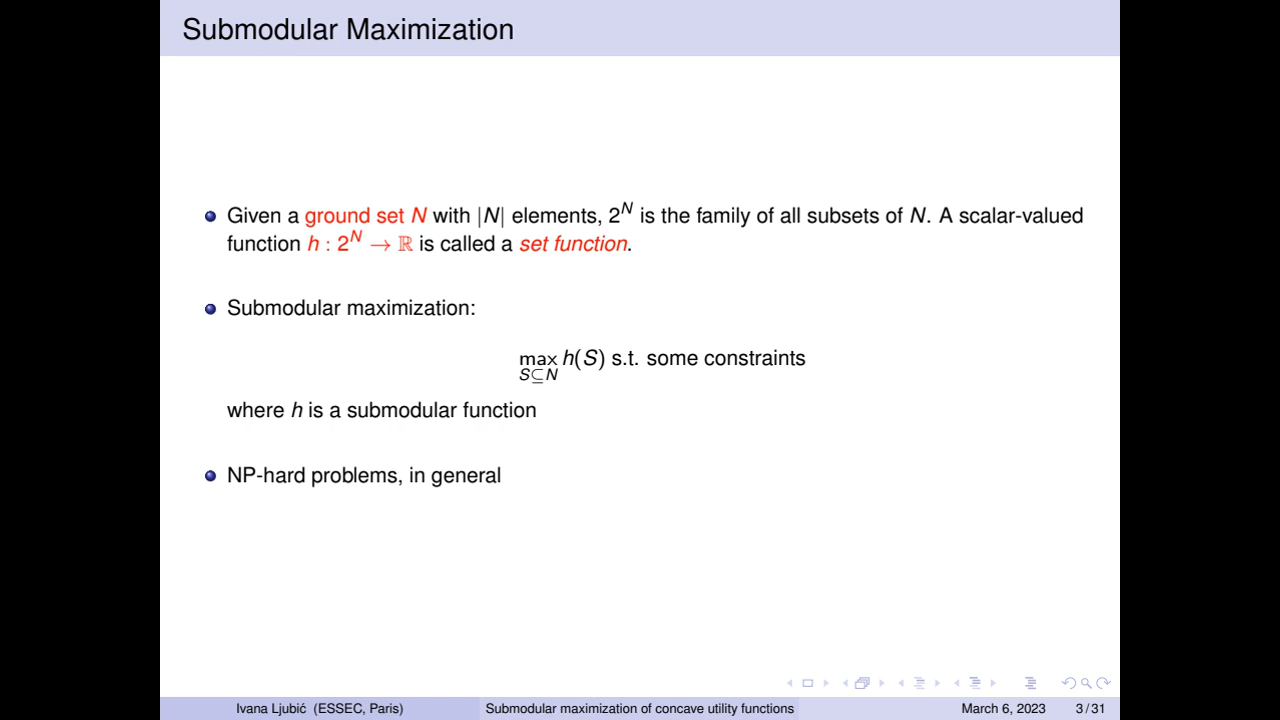 Submodular Maximization
Given a ground set N with |N| elements, 2^N is the family of all subsets of N. A scalar-valued
function h : 2^N → ℝ is called a set function.
Submodular maximization:
max h(S) s.t. some constraints
S⊆N
where h is a submodular function
NP-hard problems, in general
Ivana Ljubić (ESSEC, Paris) Submodular maximization of concave utility functions March 6, 2023 3/31